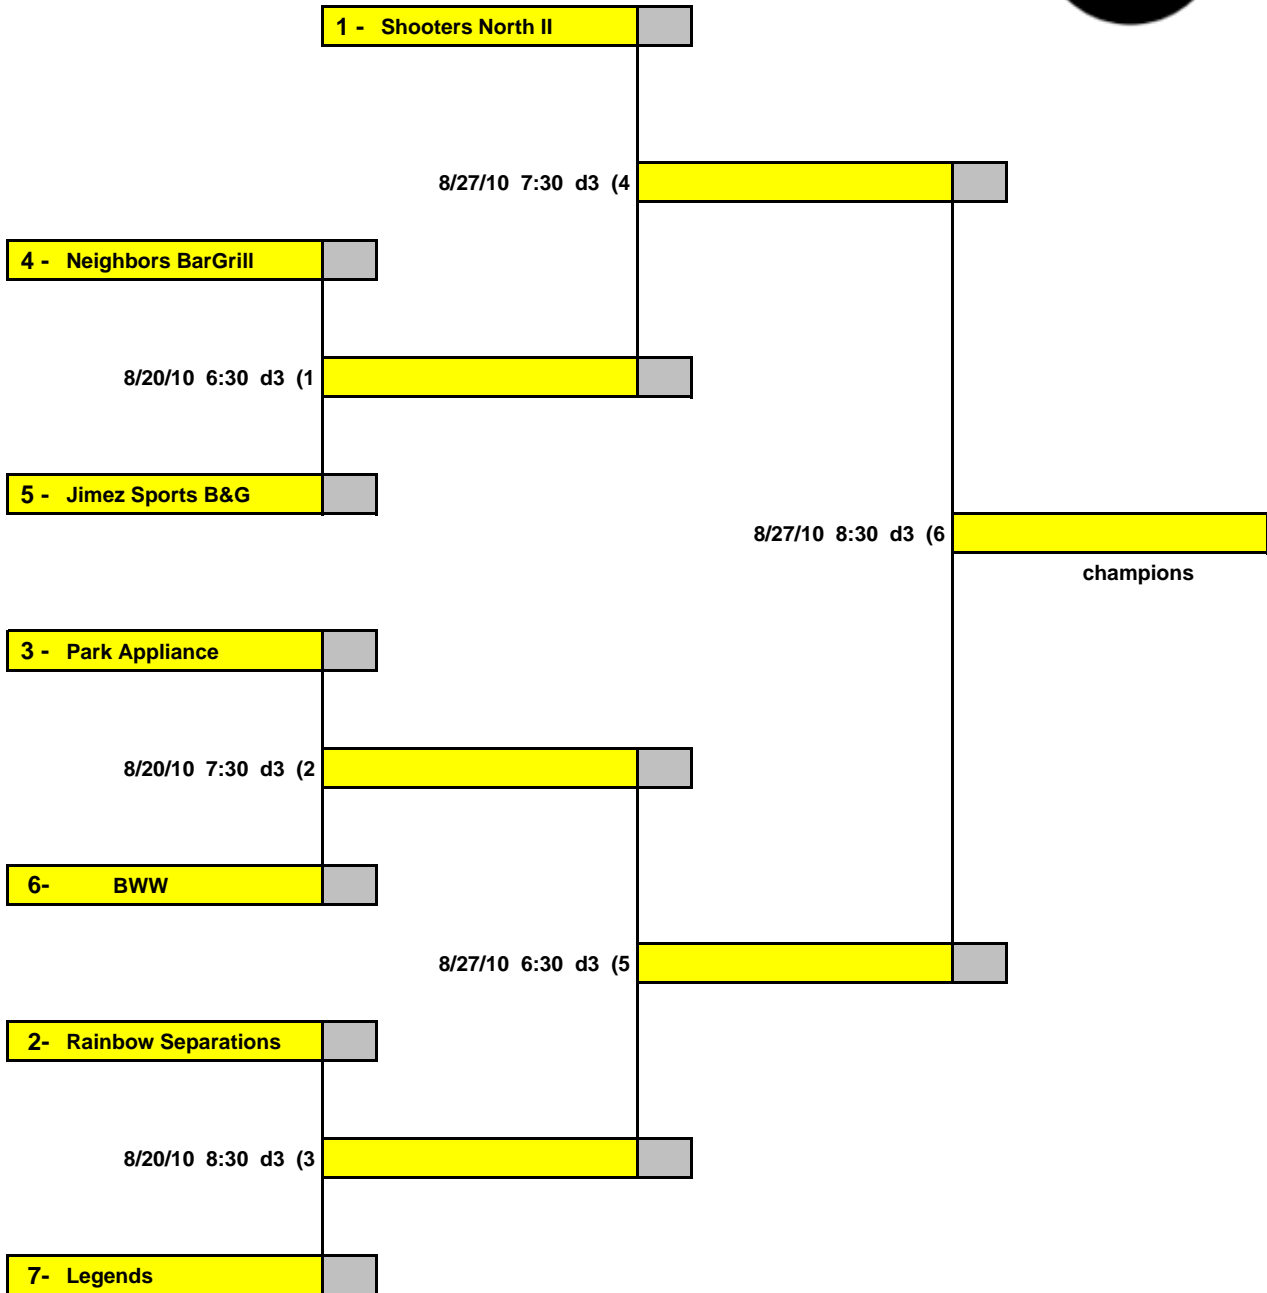 1 - Shooters North II
8/27/10 7:30 d3 (4
4 - Neighbors BarGrill
8/20/10 6:30 d3 (1
5 - Jimez Sports B&G
8/27/10 8:30 d3 (6
champions
3 - Park Appliance
8/20/10 7:30 d3 (2
6- BWW
8/27/10 6:30 d3 (5
2- Rainbow Separations
8/20/10 8:30 d3 (3
7- Legends